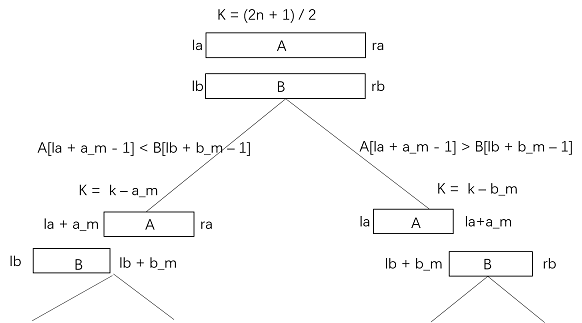 K = (2n + 1) / 2
la A ra
lb B rb
A[la + a_m - 1] < B[lb + b_m – 1]
A[la + a_m - 1] > B[lb + b_m – 1]
K = k – a_m
K = k – b_m
la + a_m A ra
la A la+a_m
lb B lb + b_m
lb + b_m B rb